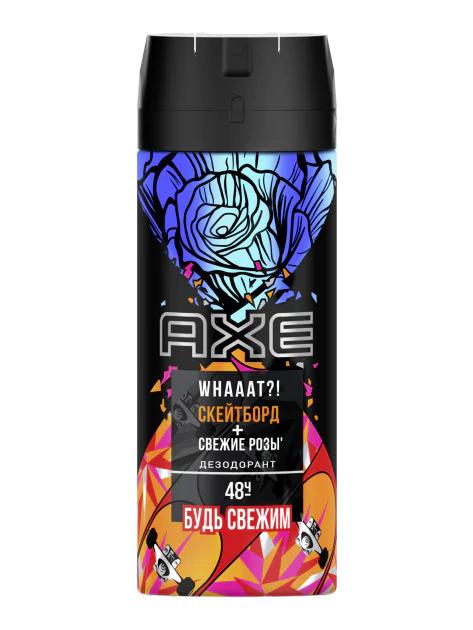 AXE
WHAAAT?!
СКЕЙТБОРД
+
СВЕЖИЕ РОЗЫ'
ДЕЗОДОРАНТ
48ч
БУДЬ СВЕЖИМ